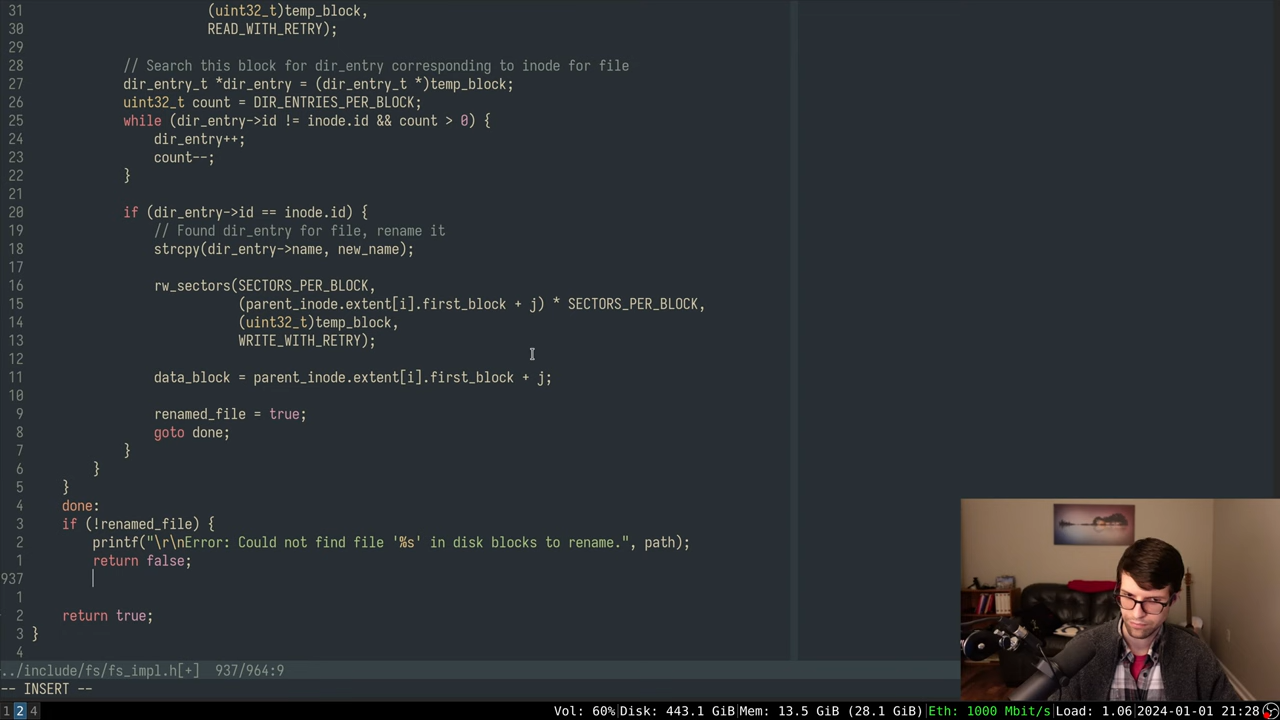 31 (uint32_t)temp_block,
30 READ_WITH_RETRY);
29
28 // Search this block for dir_entry corresponding to inode for file
27 dir_entry_t *dir_entry = (dir_entry_t *)temp_block;
26 uint32_t count = DIR_ENTRIES_PER_BLOCK;
25 while (dir_entry->id != inode.id && count > 0) {
24 dir_entry++;
23 count--;
22 }
21
20 if (dir_entry->id == inode.id) {
19 // Found dir_entry for file, rename it
18 strcpy(dir_entry->name, new_name);
17
16 rw_sectors(SECTORS_PER_BLOCK,
15 (parent_inode.extent[i].first_block + j) * SECTORS_PER_BLOCK,
14 (uint32_t)temp_block,
13 WRITE_WITH_RETRY);
12
11 data_block = parent_inode.extent[i].first_block + j;
10
9 renamed_file = true;
8 goto done;
7 }
6 }
5 }
4 done:
3 if (!renamed_file) {
2 printf("\r\nError: Could not find file '%s' in disk blocks to rename.", path);
1 return false;
937
1
2 return true;
3 }
4
../include/fs/fs_impl.h[+] 937/964:9
-- INSERT --
1 2 4 Vol: 60%|Disk: 443.1 GiB|Mem: 13.5 GiB (28.1 GiB)|Eth: 1000 Mbit/s|Load: 1.06|2024-01-01 21:28